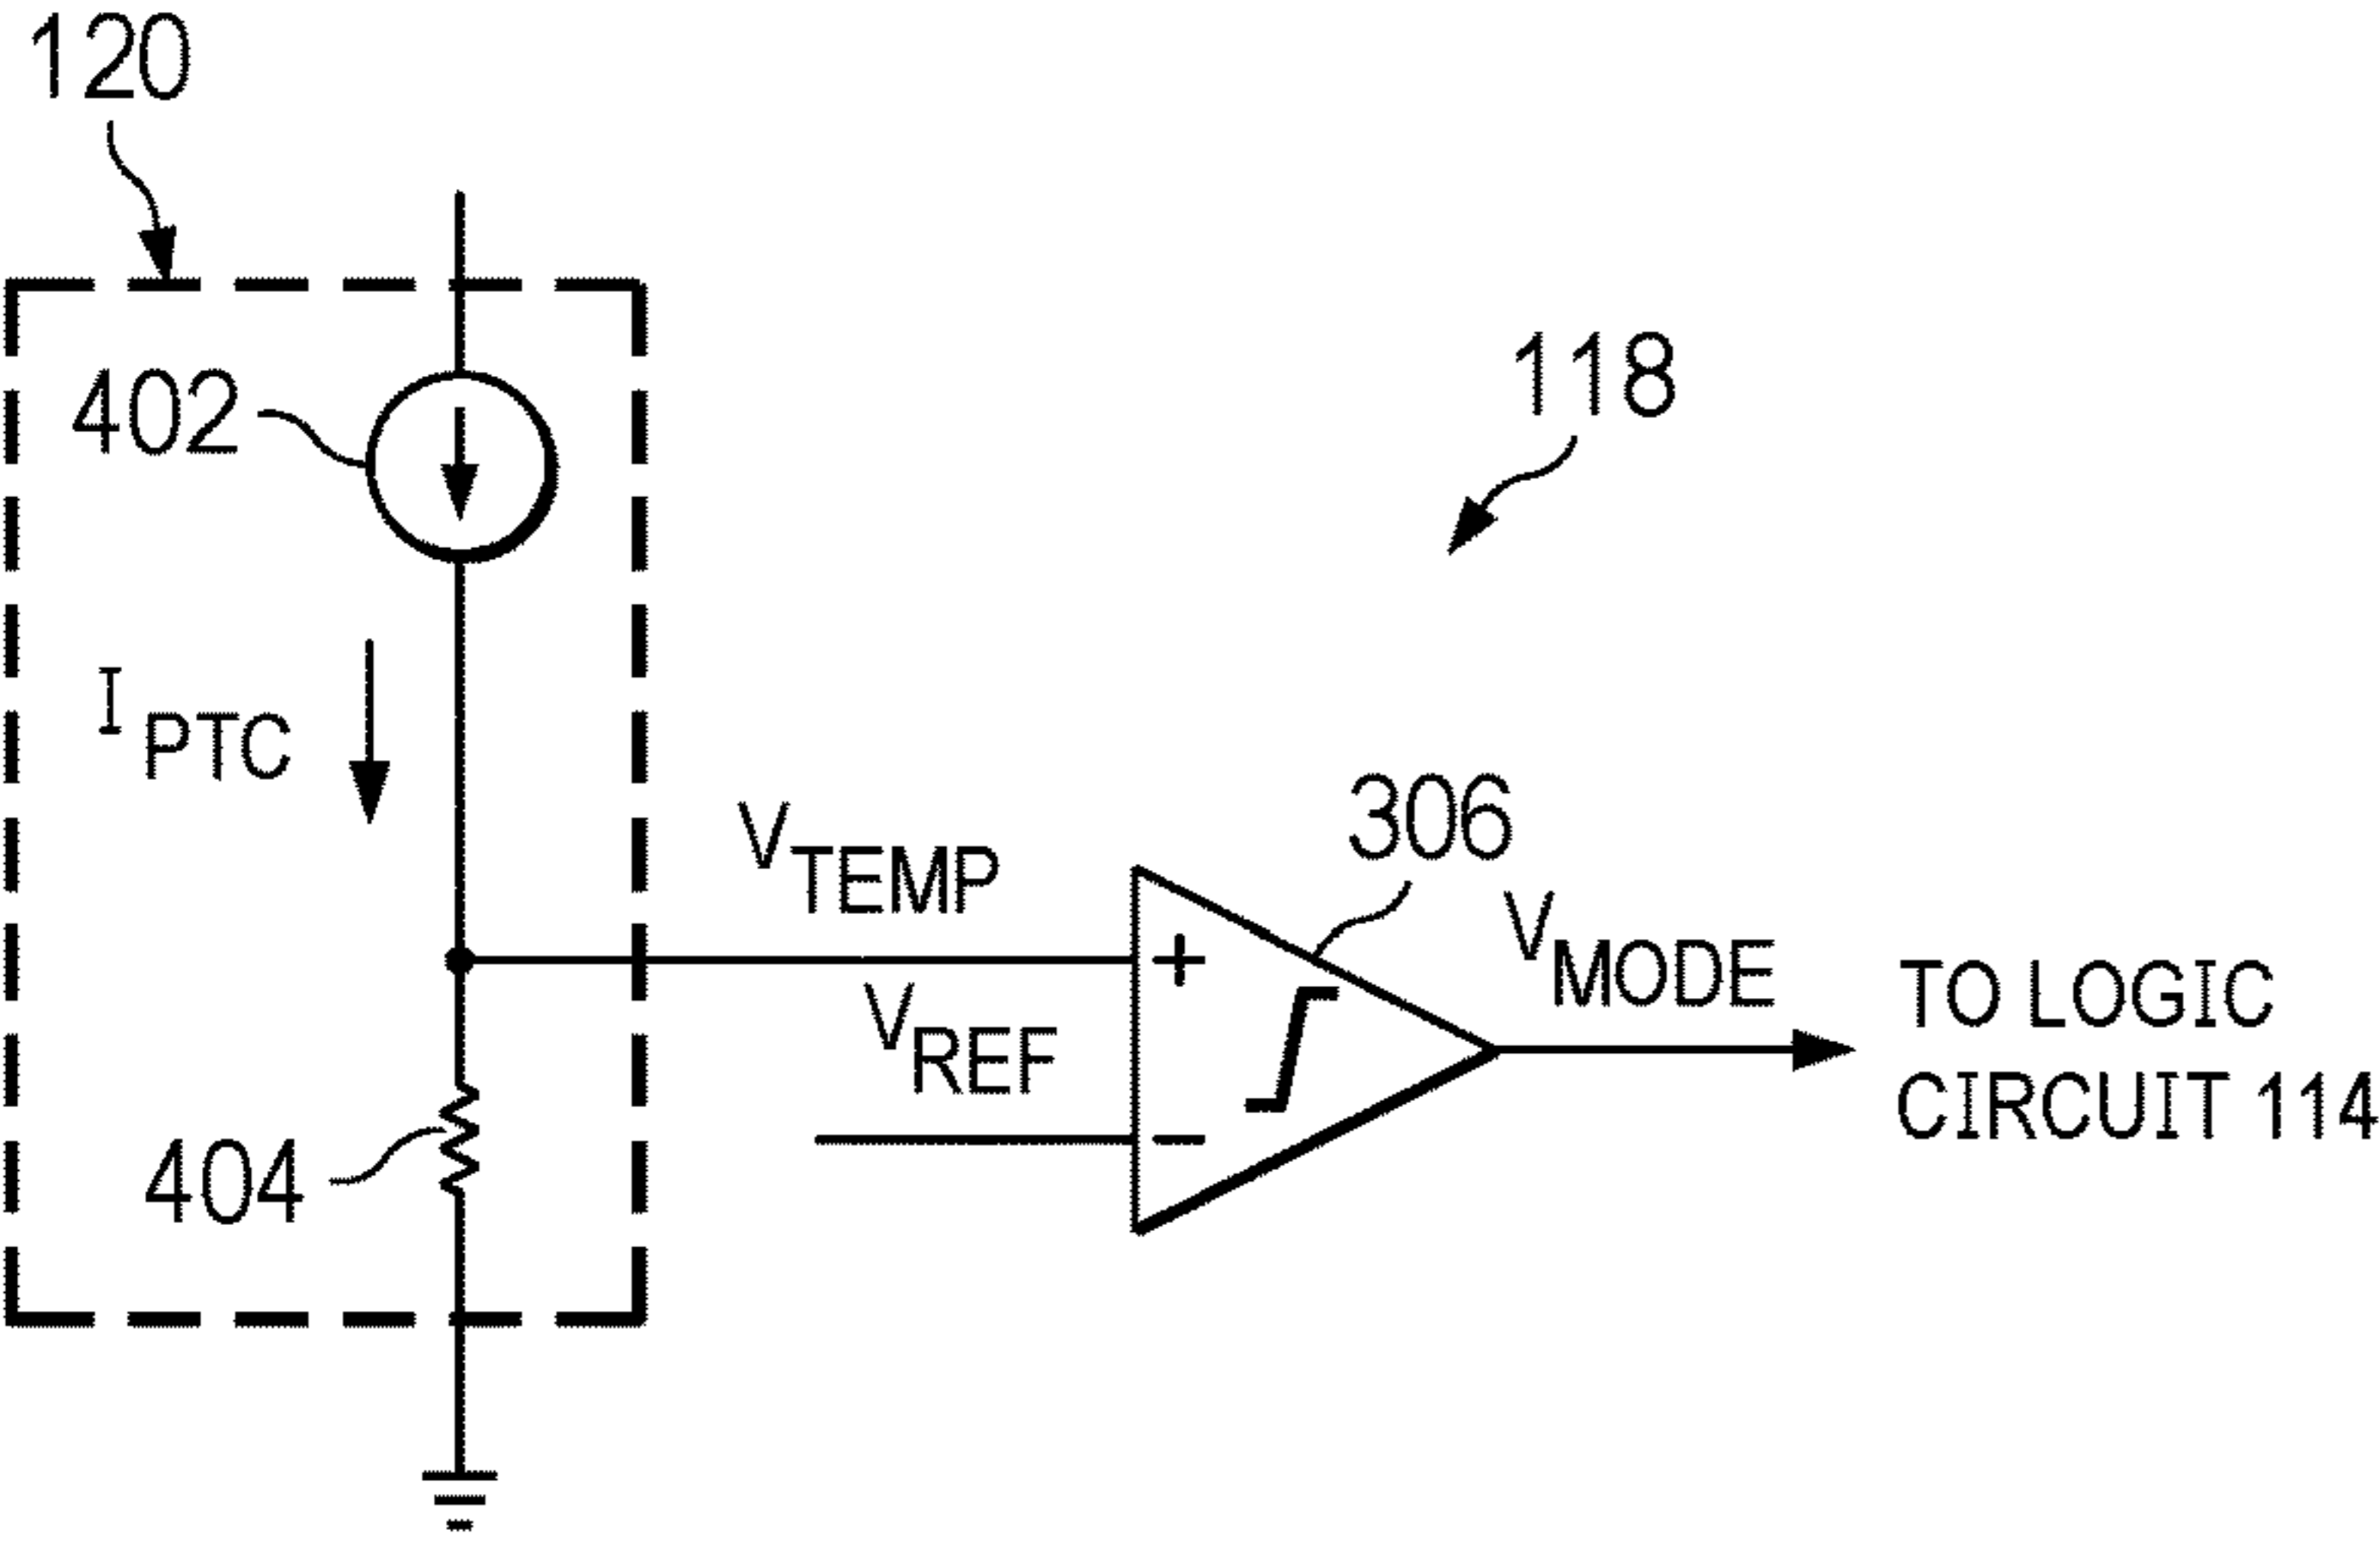 120
402
118
I PTC
V TEMP
306
V MODE
TO LOGIC
CIRCUIT 114
V REF
+
−
404